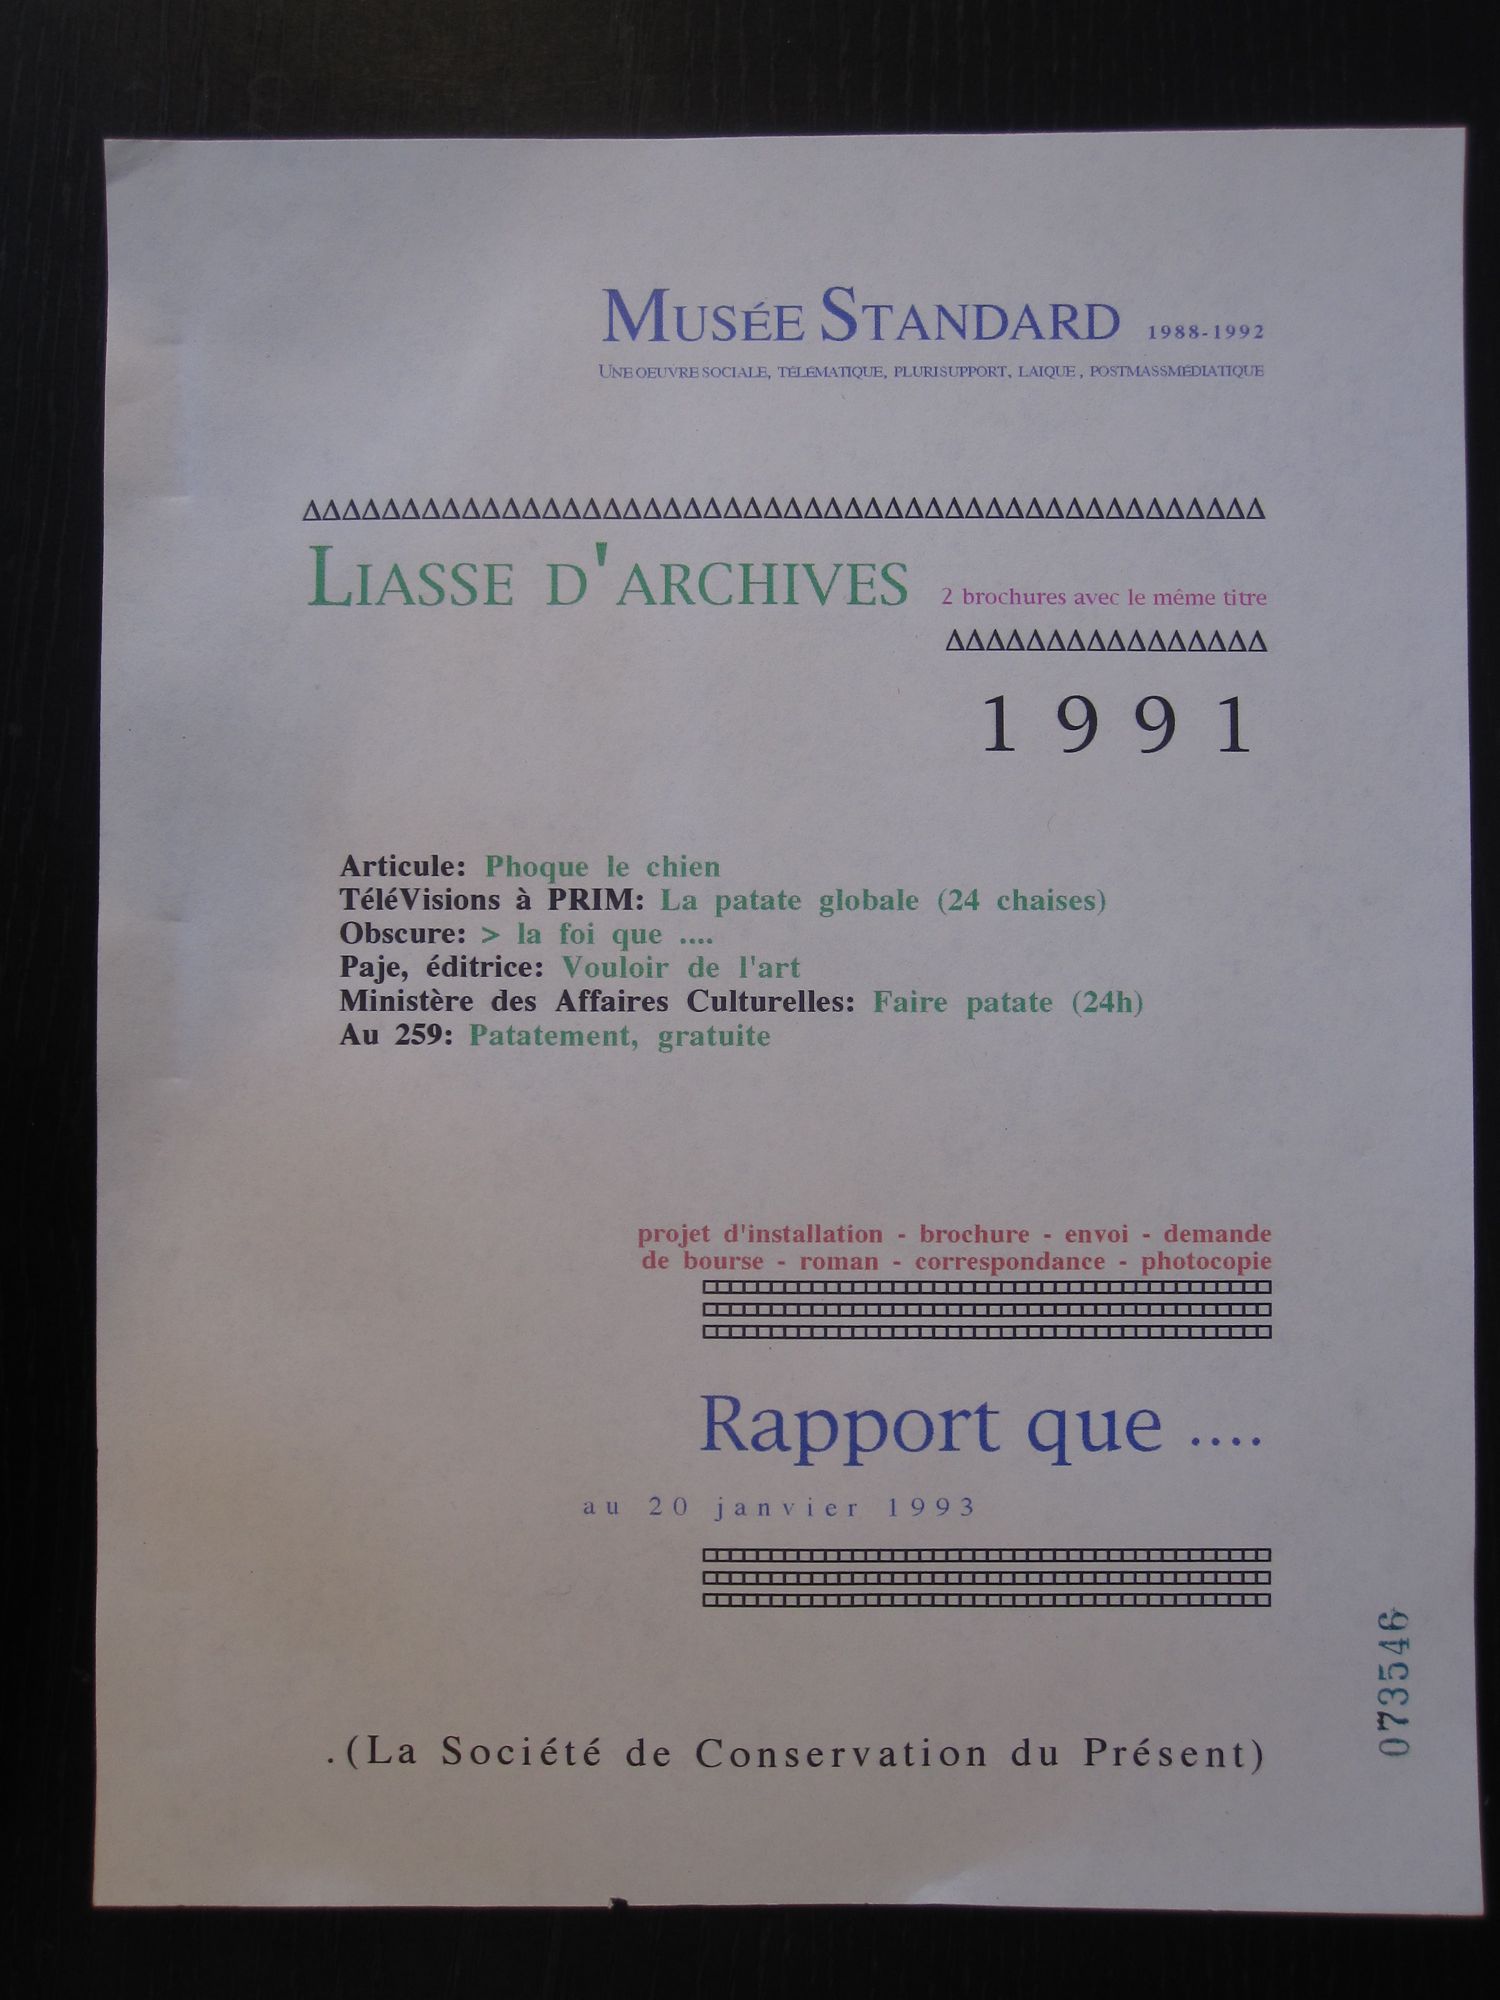 Musée Standard 1988-1992
Une oeuvre sociale, télématique, plurisupport, laique, postmassmédiatique
ΔΔΔΔΔΔΔΔΔΔΔΔΔΔΔΔΔΔΔΔΔΔΔΔΔΔΔΔΔΔΔΔΔΔΔΔΔΔΔΔΔΔΔΔΔΔΔΔ
Liasse d'archives 2 brochures avec le même titre
ΔΔΔΔΔΔΔΔΔΔΔΔΔΔΔΔ
1991
Articule: Phoque le chien
TéléVisions à PRIM: La patate globale (24 chaises)
Obscure: > la foi que ....
Paje, éditrice: Vouloir de l'art
Ministère des Affaires Culturelles: Faire patate (24h)
Au 259: Patatement, gratuite
projet d'installation - brochure - envoi - demande
de bourse - roman - correspondance - photocopie
Rapport que ....
au 20 janvier 1993
.(La Société de Conservation du Présent)
073546